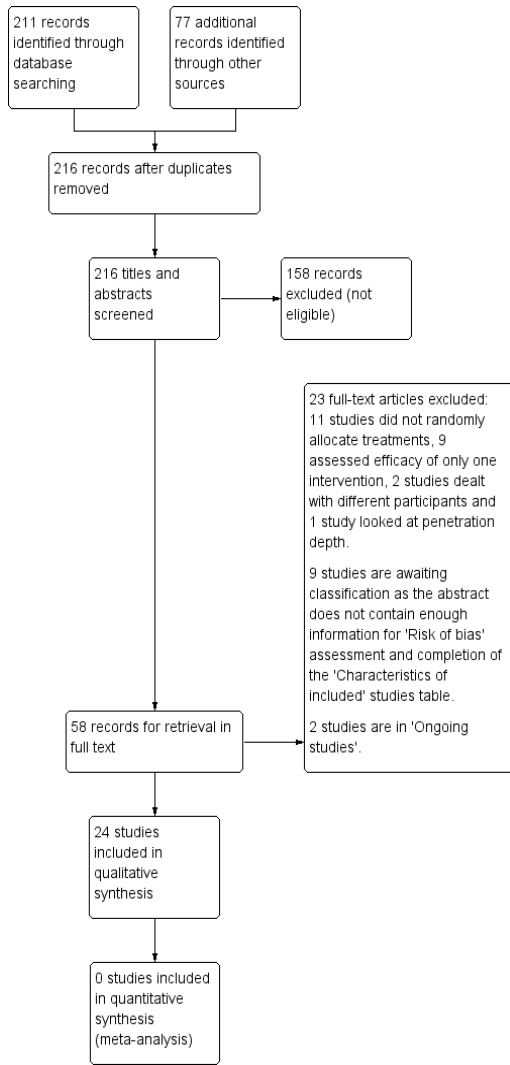 211 records
identified through
database
searching
77 additional
records identified
through other
sources
216 records after duplicates
removed
216 titles and
abstracts
screened
158 records
excluded (not
eligible)
23 full-text articles excluded:
11 studies did not randomly
allocate treatments, 9
assessed efficacy of only one
intervention, 2 studies dealt
with different participants and
1 study looked at penetration
depth.
9 studies are awaiting
classification as the abstract
does not contain enough
information for 'Risk of bias'
assessment and completion of
the 'Characteristics of
included' studies table.
2 studies are in 'Ongoing
studies'.
58 records for retrieval in
full text
24 studies
included in
qualitative
synthesis
0 studies included
in quantitative
synthesis
(meta-analysis)